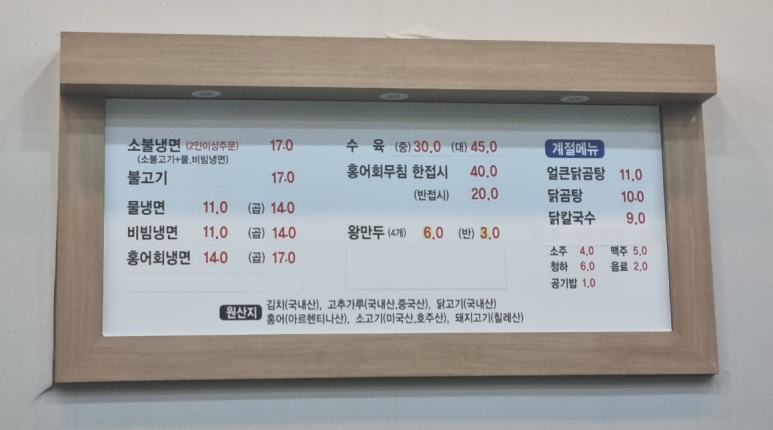 소불냉면 (2인이상주문) 17.0
(소불고기+물,비빔냉면)
불고기 17.0
물냉면 11.0 (곱) 14.0
비빔냉면 11.0 (곱) 14.0
홍어회냉면 14.0 (곱) 17.0
수 육 (중) 30.0 (대) 45.0
홍어회무침 한접시 40.0
(반접시) 20.0
왕만두 (4개) 6.0 (반) 3.0
계절메뉴
얼큰닭곰탕 11.0
닭곰탕 10.0
닭칼국수 9.0
소주 4.0 맥주 5.0
청하 6.0 음료 2.0
공기밥 1.0
원산지 김치(국내산), 고추가루(국내산,중국산), 닭고기(국내산)
홍어(아르헨티나산), 소고기(미국산,호주산), 돼지고기(칠레산)